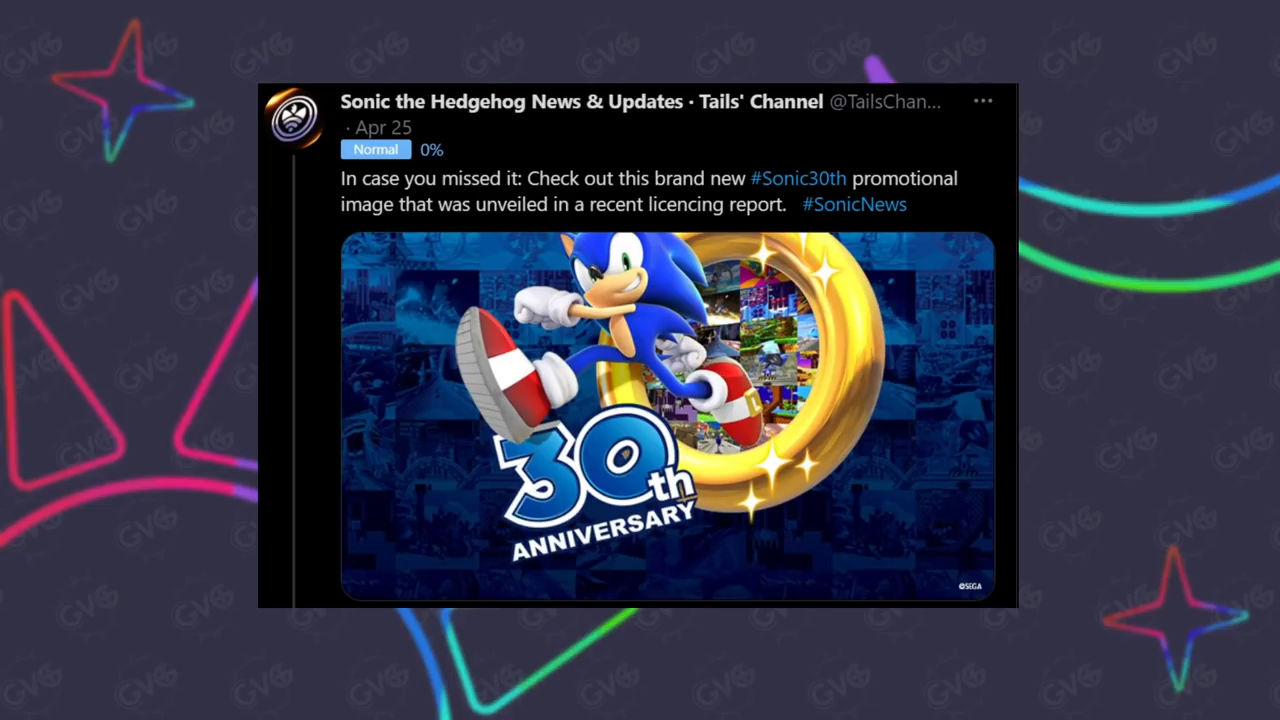 Sonic the Hedgehog News & Updates · Tails' Channel @TailsChan...
· Apr 25
Normal 0%
In case you missed it: Check out this brand new #Sonic30th promotional
image that was unveiled in a recent licencing report. #SonicNews
30th
ANNIVERSARY
©SEGA